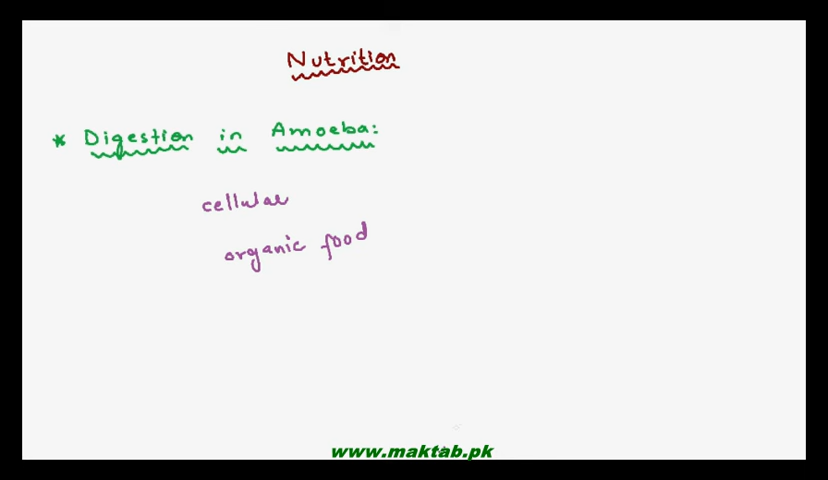 Nutrition
* Digestion in Amoeba:
cellular
organic food
www.maktab.pk